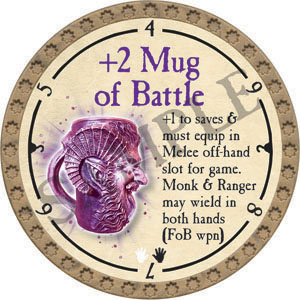 4
5
9
+2 Mug
of Battle
SAMPLE
+1 to saves &
must equip in
Melee off-hand
slot for game.
Monk & Ranger
may wield in
both hands
(FoB wpn)
8
7